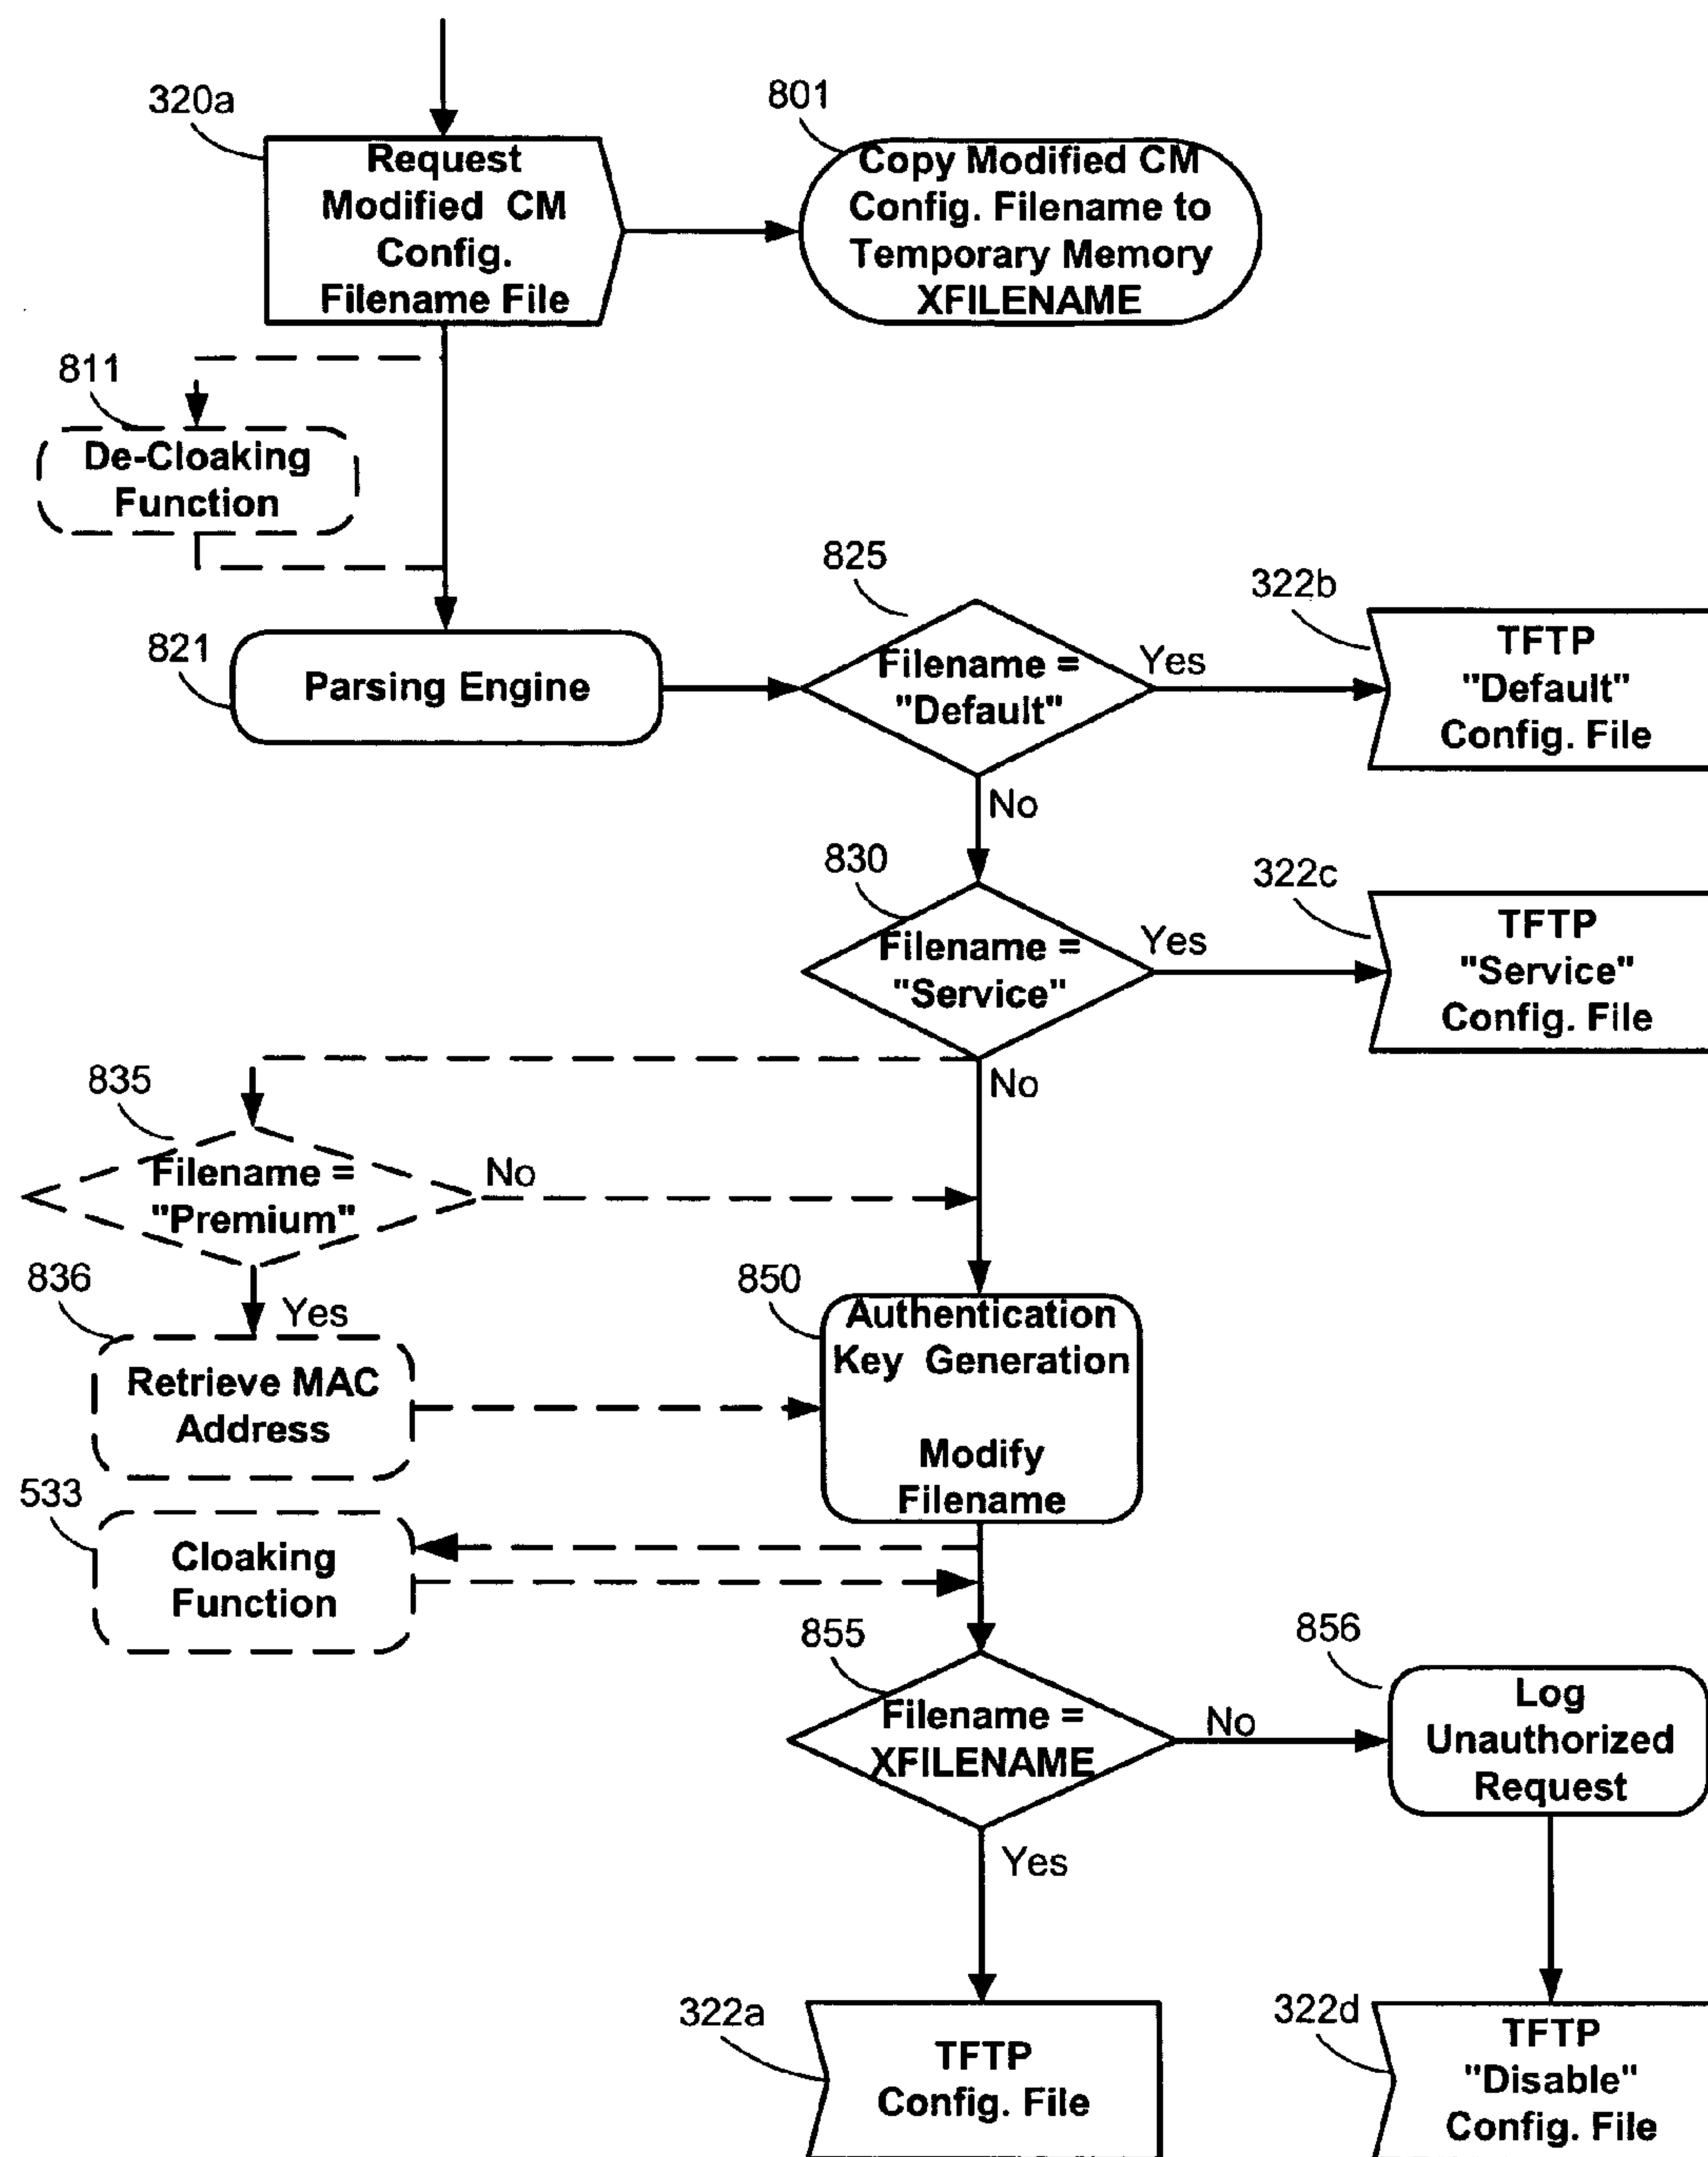 320a
Request
Modified CM
Config.
Filename File
801
Copy Modified CM
Config. Filename to
Temporary Memory
XFILENAME
811
De-Cloaking
Function
821
Parsing Engine
825
Filename =
"Default"
Yes
322b
TFTP
"Default"
Config. File
No
830
Filename =
"Service"
Yes
322c
TFTP
"Service"
Config. File
No
835
Filename =
"Premium"
No
836
Yes
Retrieve MAC
Address
850
Authentication
Key Generation
Modify
Filename
533
Cloaking
Function
855
Filename =
XFILENAME
No
856
Log
Unauthorized
Request
Yes
322a
TFTP
Config. File
322d
TFTP
"Disable"
Config. File